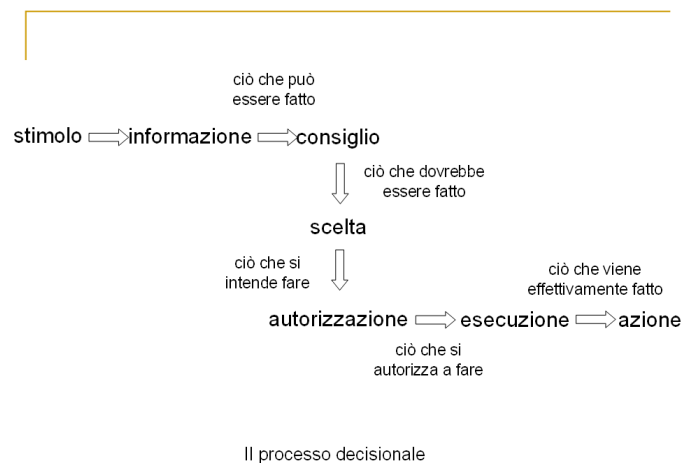 ciò che può
essere fatto
stimolo informazione consiglio
ciò che dovrebbe
essere fatto
scelta
ciò che si
intende fare
ciò che viene
effettivamente fatto
autorizzazione esecuzione azione
ciò che si
autorizza a fare
Il processo decisionale